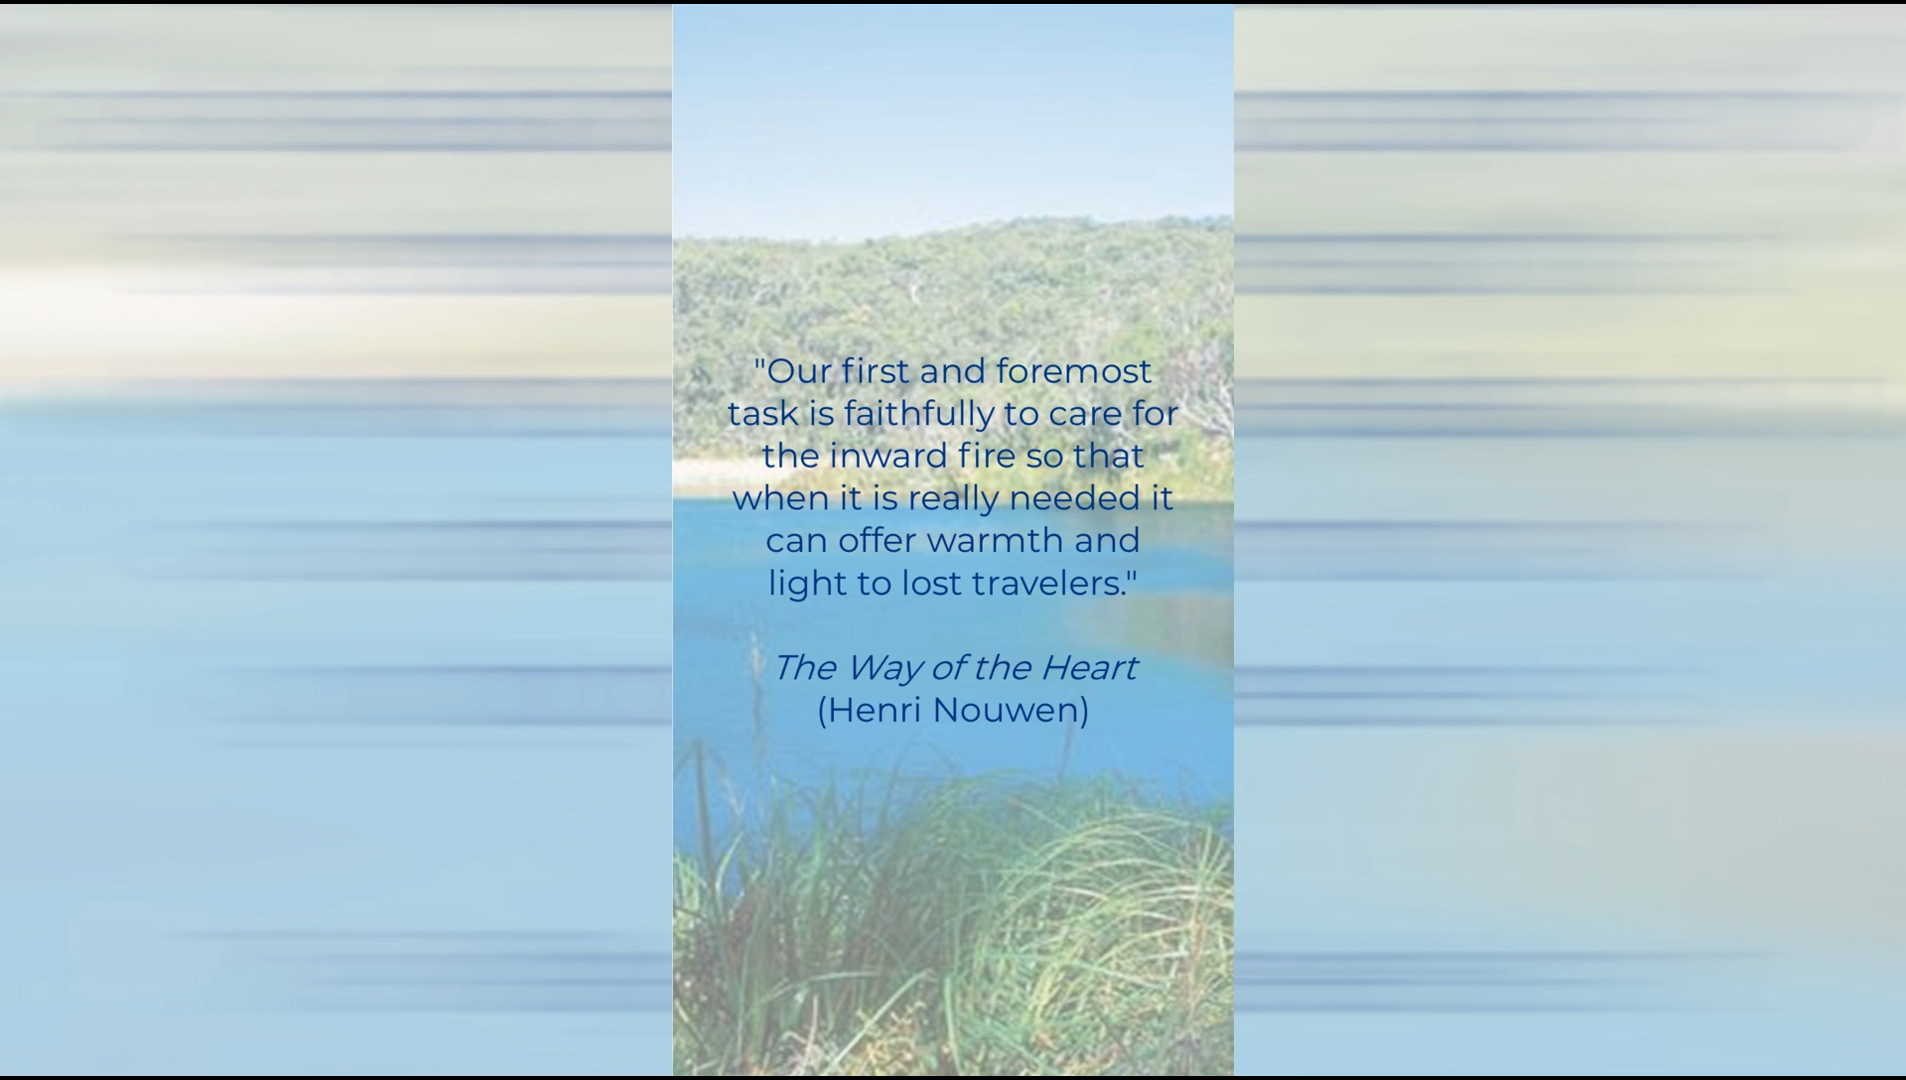 "Our first and foremost
task is faithfully to care for
the inward fire so that
when it is really needed it
can offer warmth and
light to lost travelers."
The Way of the Heart
(Henri Nouwen)